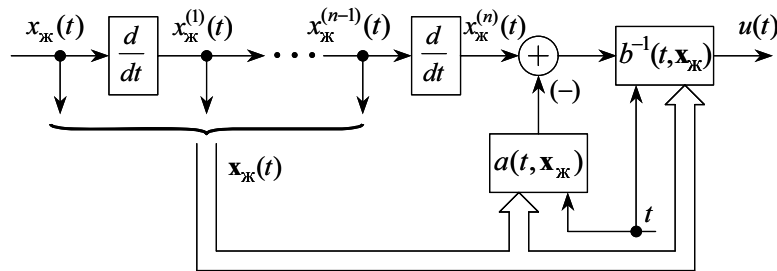 x_ж(t)
d/dt
x_ж^(1)(t)
• • •
x_ж^(n−1)(t)
d/dt
x_ж^(n)(t)
+
(−)
b^−1(t, 𝐱_ж)
u(t)
a(t, 𝐱_ж)
𝐱_ж(t)
t